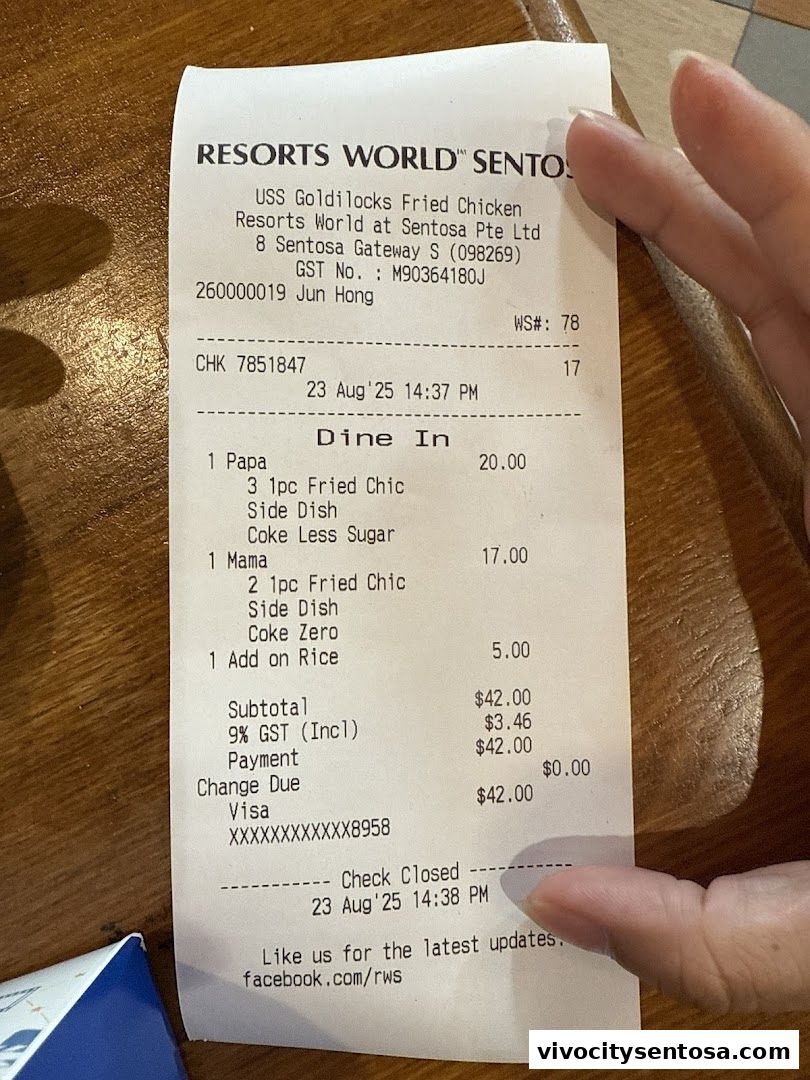 RESORTS WORLD™ SENTOS
USS Goldilocks Fried Chicken
Resorts World at Sentosa Pte Ltd
8 Sentosa Gateway S (098269)
GST No. : M90364180J
260000019 Jun Hong
WS#: 78
CHK 7851847 17
23 Aug'25 14:37 PM
Dine In
1 Papa 20.00
3 1pc Fried Chic
Side Dish
Coke Less Sugar
1 Mama 17.00
2 1pc Fried Chic
Side Dish
Coke Zero
1 Add on Rice 5.00
Subtotal $42.00
9% GST (Incl) $3.46
Payment $42.00
Change Due $0.00
Visa $42.00
XXXXXXXXXXXX8958
----------- Check Closed -----------
23 Aug'25 14:38 PM
Like us for the latest updates.
facebook.com/rws
vivocitysentosa.com